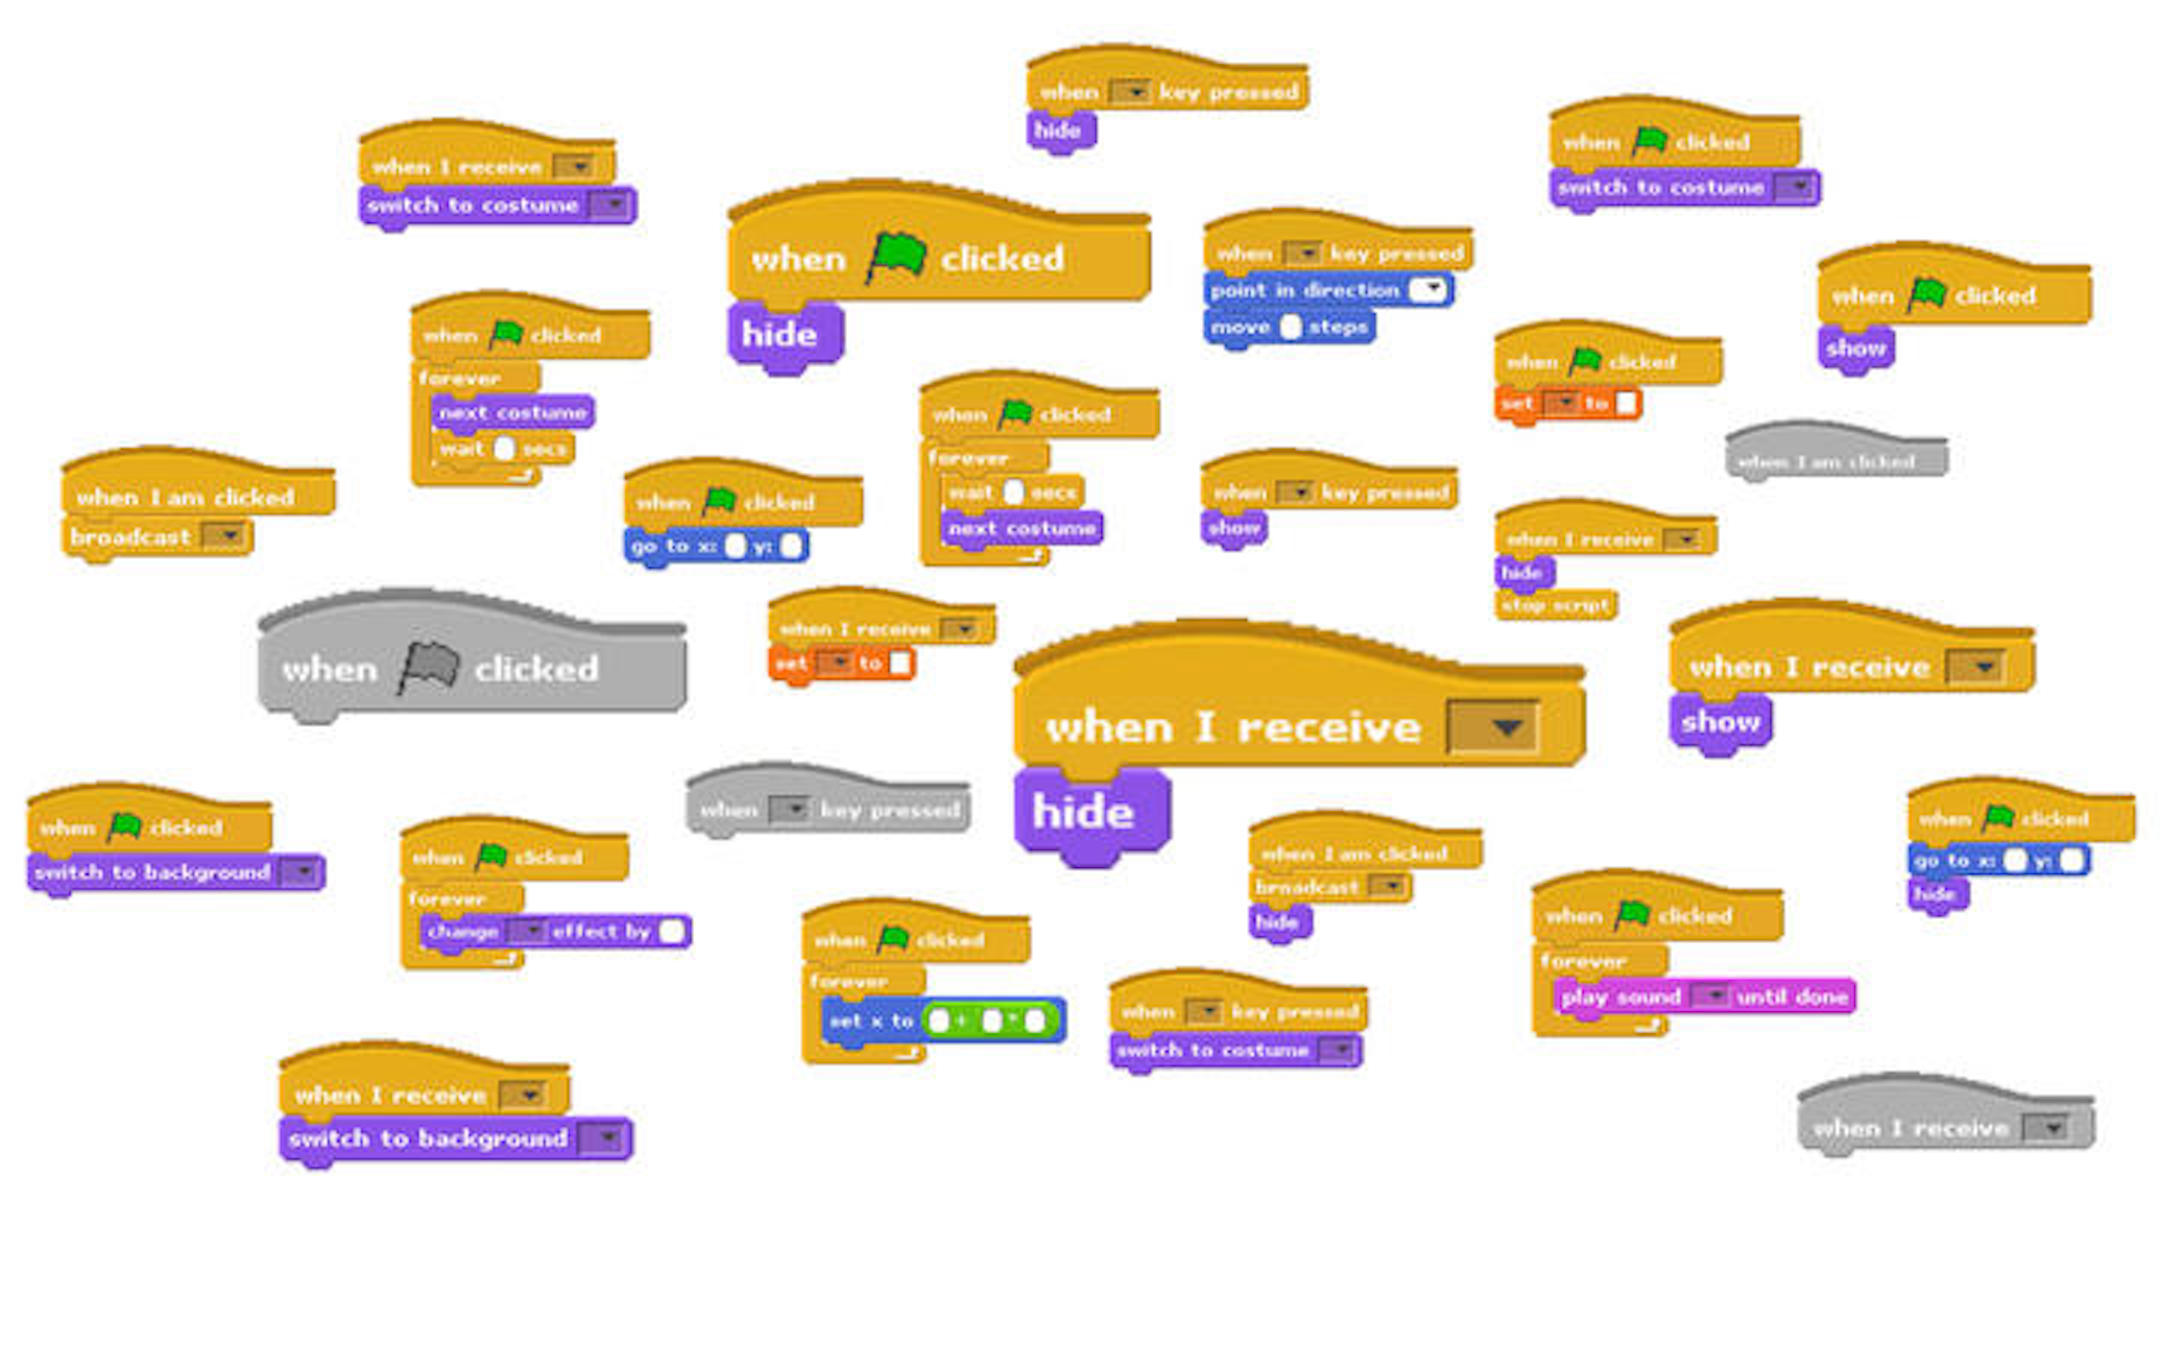 when key pressed
hide
when I receive
switch to costume
when clicked
switch to costume
when clicked
hide
when key pressed
point in direction
move steps
when clicked
show
when clicked
forever
next costume
wait secs
when clicked
set to
when clicked
forever
wait secs
next costume
when I am clicked
when I am clicked
broadcast
when clicked
go to x: y:
when key pressed
show
when I receive
hide
stop script
when clicked
when I receive
set to
when I receive
hide
when I receive
show
when key pressed
when clicked
switch to background
when clicked
forever
change effect by
when I am clicked
broadcast
hide
when clicked
go to x: y:
hide
when clicked
forever
set x to + *
when clicked
forever
play sound until done
when key pressed
switch to costume
when I receive
switch to background
when I receive